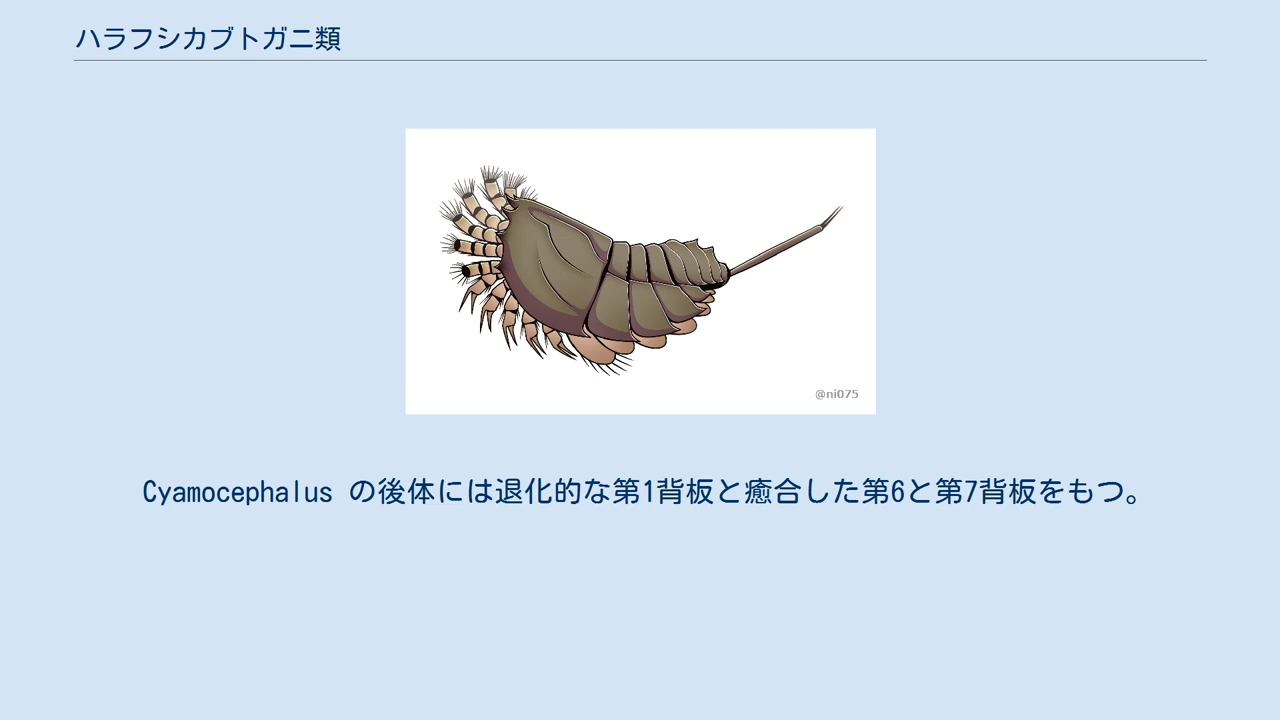 ハラフシカブトガニ類
@ni075
Cyamocephalus の後体には退化的な第1背板と癒合した第6と第7背板をもつ。